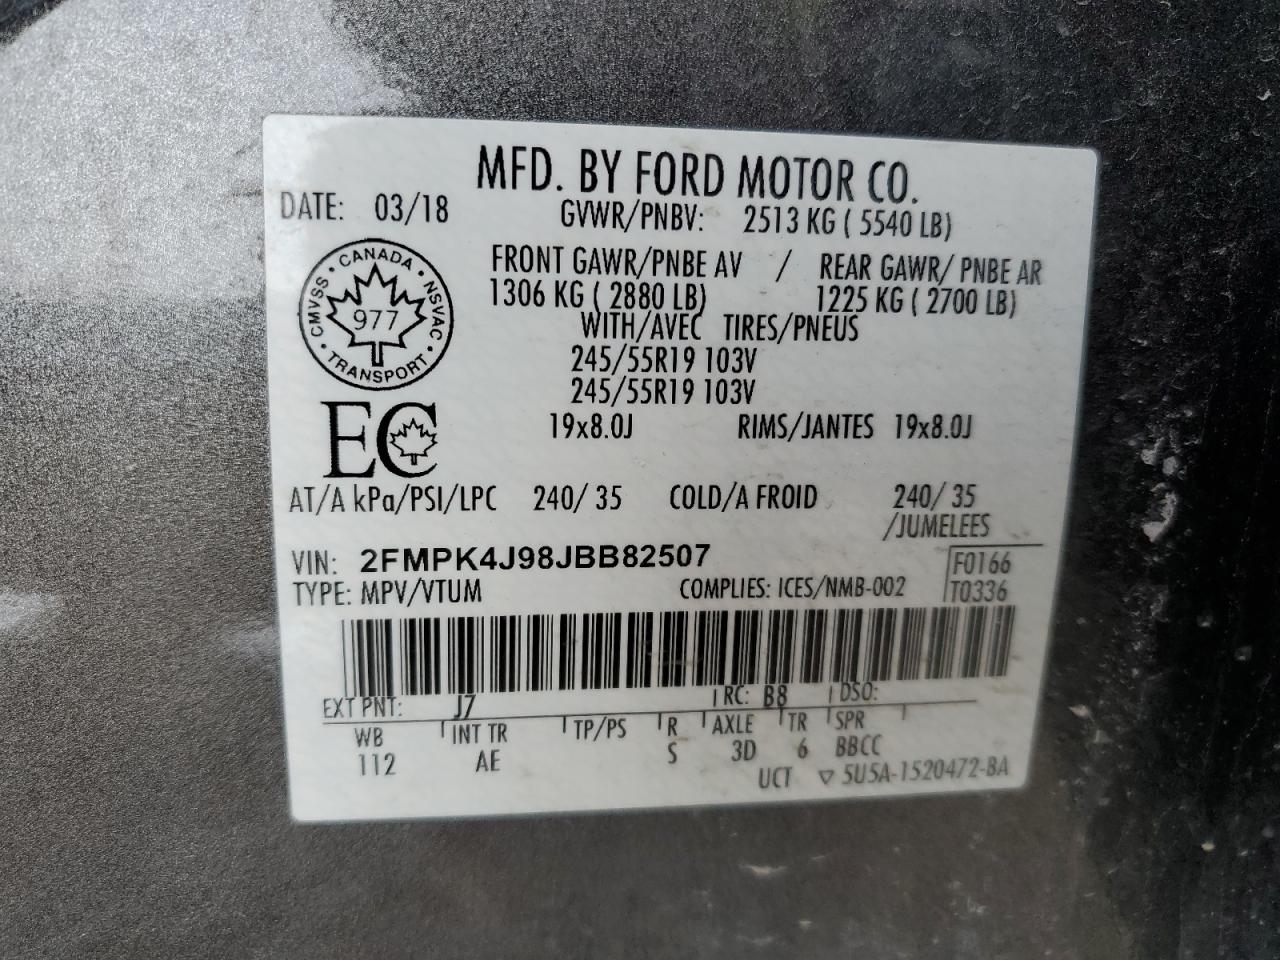 MFD. BY FORD MOTOR CO.
DATE: 03/18
GVWR/PNBV: 2513 KG ( 5540 LB)
FRONT GAWR/PNBE AV / REAR GAWR/ PNBE AR
1306 KG ( 2880 LB) 1225 KG ( 2700 LB)
WITH/AVEC TIRES/PNEUS
245/55R19 103V
245/55R19 103V
19x8.0J RIMS/JANTES 19x8.0J
CMVSS · CANADA · NSVAC · TRANSPORT ·
977
EC
AT/A kPa/PSI/LPC 240/ 35 COLD/A FROID 240/ 35
/JUMELEES
VIN: 2FMPK4J98JBB82507 F0166
TYPE: MPV/VTUM COMPLIES: ICES/NMB-002 T0336
EXT PNT: J7 RC: B8 DSO:
WB INT TR TP/PS R AXLE TR SPR
112 AE S 3D 6 BBCC
UCT ▽ 5U5A-1520472-BA